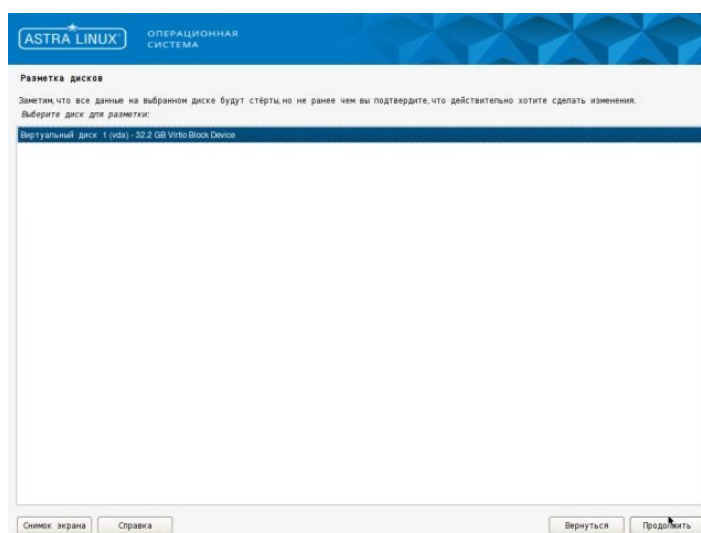 ASTRA LINUX®
ОПЕРАЦИОННАЯ
СИСТЕМА
Разметка дисков
Заметим, что все данные на выбранном диске будут стёрты, но не ранее чем вы подтвердите, что действительно хотите сделать изменения.
Выберите диск для разметки:
Виртуальный диск 1 (vda) - 32.2 GB Virtio Block Device
Снимок экрана
Справка
Вернуться
Продолжить